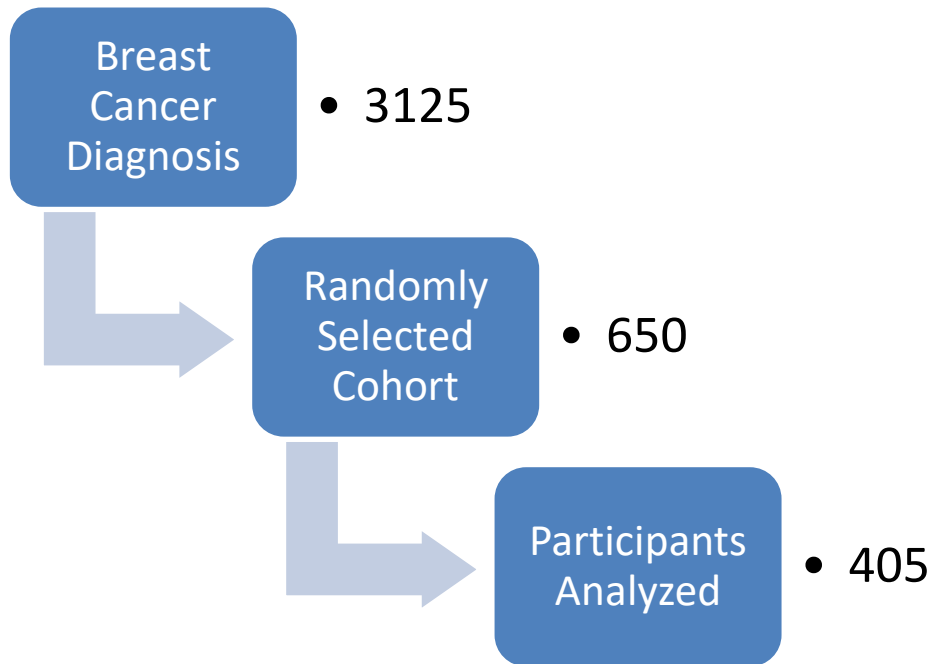 Breast
Cancer
Diagnosis
• 3125
Randomly
Selected
Cohort
• 650
Participants
Analyzed
• 405